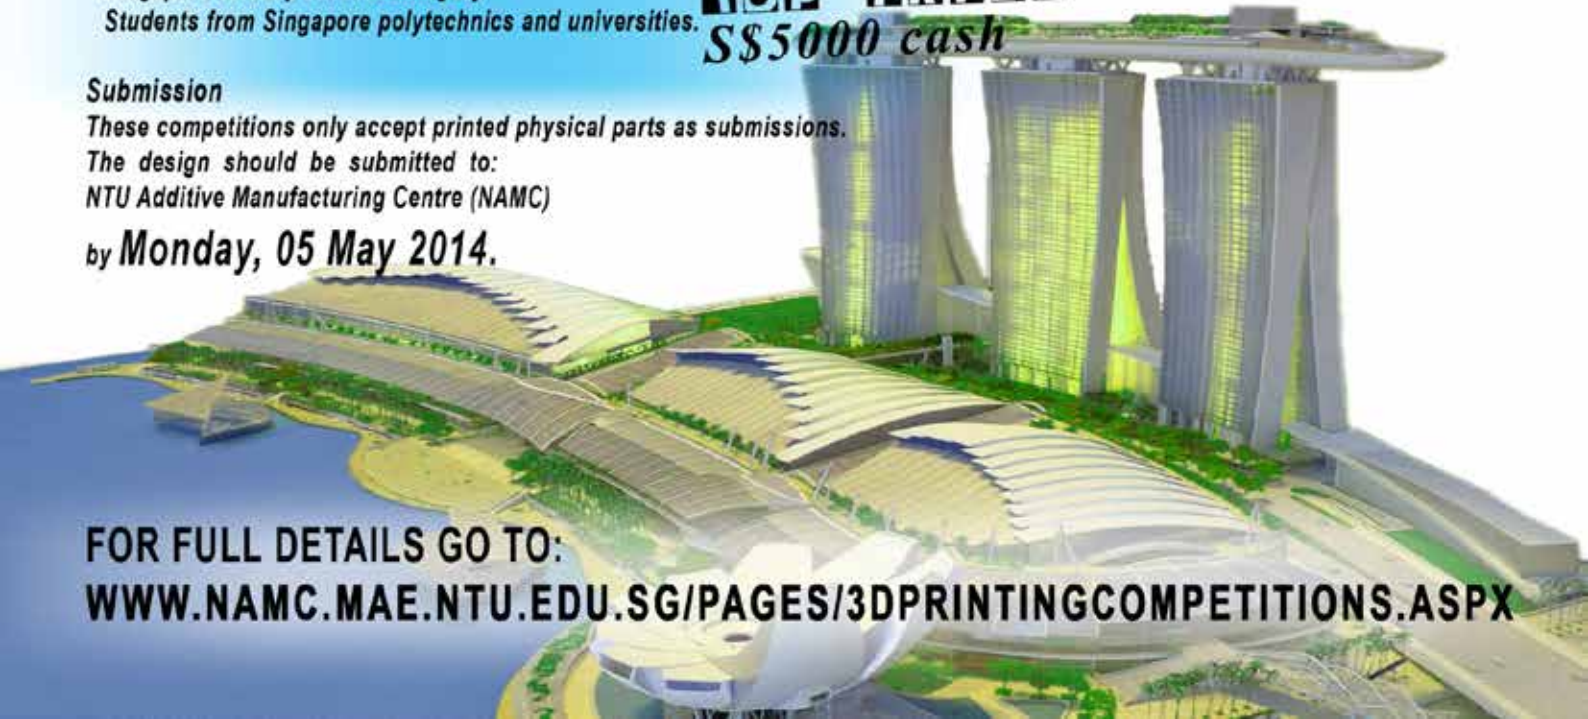 Students from Singapore polytechnics and universities.
TOP
S$5000 cash
Submission
These competitions only accept printed physical parts as submissions.
The design should be submitted to:
NTU Additive Manufacturing Centre (NAMC)
by Monday, 05 May 2014.
FOR FULL DETAILS GO TO:
WWW.NAMC.MAE.NTU.EDU.SG/PAGES/3DPRINTINGCOMPETITIONS.ASPX